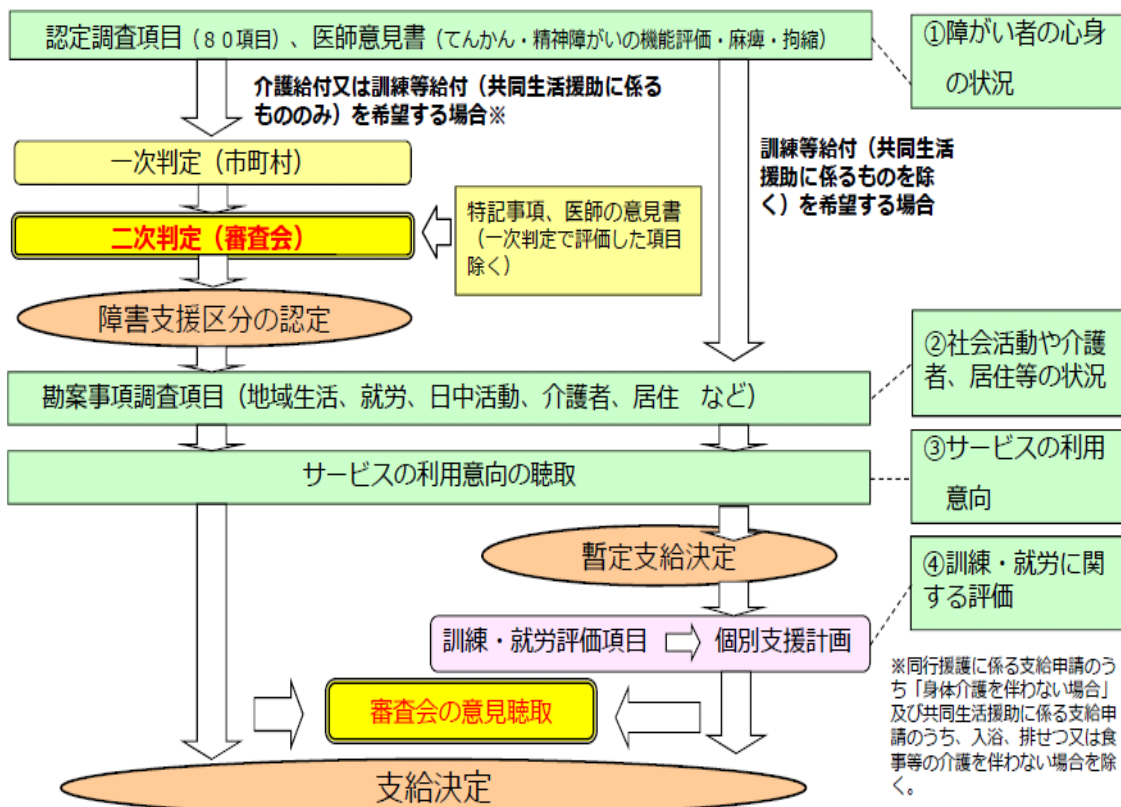 認定調査項目（８０項目）、医師意見書（てんかん・精神障がいの機能評価・麻痺・拘縮）
①障がい者の心身
の状況
介護給付又は訓練等給付（共同生活援助に係る
もののみ）を希望する場合※
訓練等給付（共同生活
援助に係るものを除
く）を希望する場合
一次判定（市町村）
二次判定（審査会）
特記事項、医師の意見書
（一次判定で評価した項目
除く）
障害支援区分の認定
②社会活動や介護
者、居住等の状況
勘案事項調査項目（地域生活、就労、日中活動、介護者、居住　など）
③サービスの利用
意向
サービスの利用意向の聴取
暫定支給決定
④訓練・就労に関
する評価
訓練・就労評価項目
個別支援計画
※同行援護に係る支給申請のう
ち「身体介護を伴わない場合」
及び共同生活援助に係る支給申
請のうち、入浴、排せつ又は食
事等の介護を伴わない場合を除
く。
審査会の意見聴取
支給決定